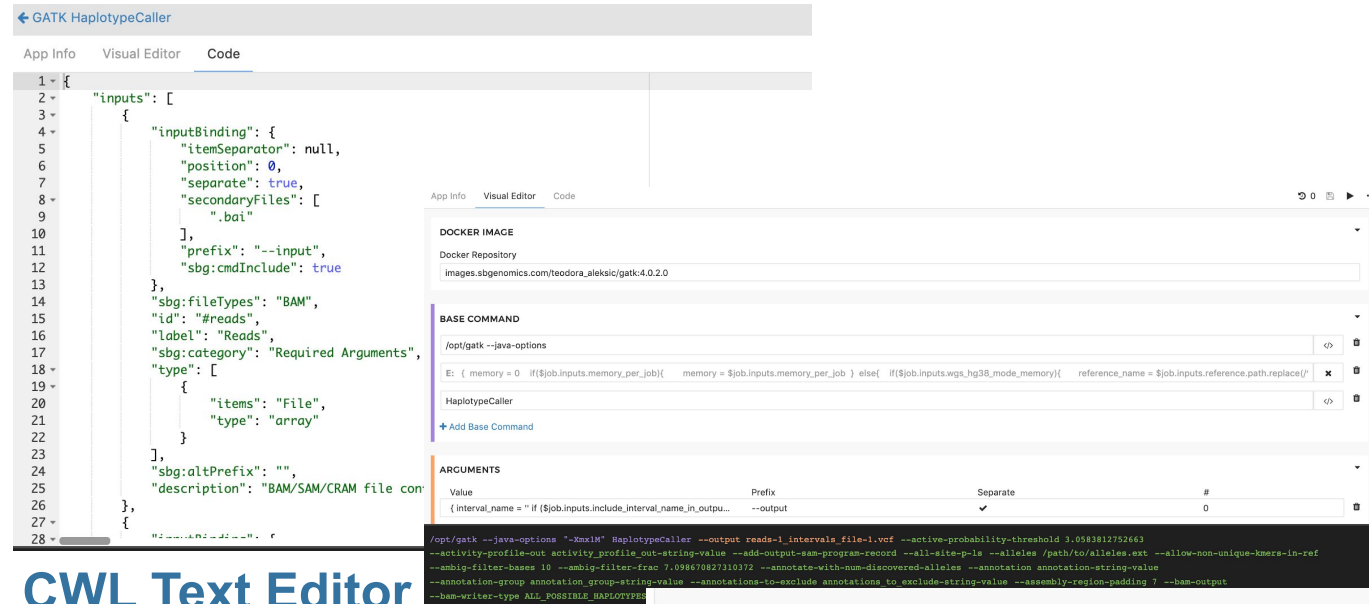 GATK HaplotypeCaller
App Info Visual Editor Code
1 {
2 "inputs": [
3 {
4 "inputBinding": {
5 "itemSeparator": null,
6 "position": 0,
7 "separate": true,
8 "secondaryFiles": [
9 ".bai"
10 ],
11 "prefix": "--input",
12 "sbg:cmdInclude": true
13 },
14 "sbg:fileTypes": "BAM",
15 "id": "#reads",
16 "label": "Reads",
17 "sbg:category": "Required Arguments",
18 "type": [
19 {
20 "items": "File",
21 "type": "array"
22 }
23 ],
24 "sbg:altPrefix": "",
25 "description": "BAM/SAM/CRAM file con
26 },
27 {
28 "inputBinding": {
CWL Text Editor
App Info Visual Editor Code 0
DOCKER IMAGE
Docker Repository
images.sbgenomics.com/teodora_aleksic/gatk:4.0.2.0
BASE COMMAND
/opt/gatk --java-options </>
E: { memory = 0 if($job.inputs.memory_per_job){ memory = $job.inputs.memory_per_job } else{ if($job.inputs.wgs_hg38_mode_memory){ reference_name = $job.inputs.reference.path.replace(/^
HaplotypeCaller </>
+ Add Base Command
ARGUMENTS
Value Prefix Separate #
{ interval_name = '' if ($job.inputs.include_interval_name_in_outpu... --output ✔ 0
/opt/gatk --java-options "-Xmx1M" HaplotypeCaller --output reads-1_intervals_file-1.vcf --active-probability-threshold 3.0583812752663
--activity-profile-out activity_profile_out-string-value --add-output-sam-program-record --all-site-p-ls --alleles /path/to/alleles.ext --allow-non-unique-kmers-in-ref
--ambig-filter-bases 10 --ambig-filter-frac 7.098670827310372 --annotate-with-num-discovered-alleles --annotation annotation-string-value
--annotation-group annotation_group-string-value --annotations-to-exclude annotations_to_exclude-string-value --assembly-region-padding 7 --bam-output
--bam-writer-type ALL_POSSIBLE_HAPLOTYPES